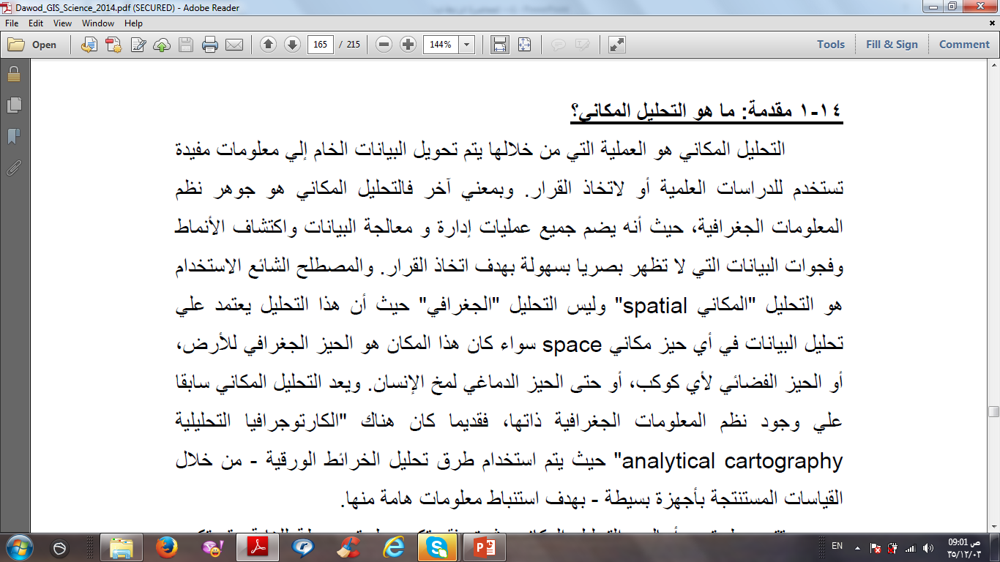 Dawod_GIS_Science_2014.pdf (SECURED) - Adobe Reader
File Edit View Window Help
Open 165 / 215 144% Tools Fill & Sign Comment
١٤-١ مقدمة: ما هو التحليل المكاني؟
التحليل المكاني هو العملية التي من خلالها يتم تحويل البيانات الخام إلي معلومات مفيدة
تستخدم للدراسات العلمية أو لاتخاذ القرار. وبمعني آخر فالتحليل المكاني هو جوهر نظم
المعلومات الجغرافية، حيث أنه يضم جميع عمليات إدارة و معالجة البيانات واكتشاف الأنماط
وفجوات البيانات التي لا تظهر بصريا بسهولة بهدف اتخاذ القرار. والمصطلح الشائع الاستخدام
هو التحليل "المكاني spatial" وليس التحليل "الجغرافي" حيث أن هذا التحليل يعتمد علي
تحليل البيانات في أي حيز مكاني space سواء كان هذا المكان هو الحيز الجغرافي للأرض،
أو الحيز الفضائي لأي كوكب، أو حتى الحيز الدماغي لمخ الإنسان. ويعد التحليل المكاني سابقا
علي وجود نظم المعلومات الجغرافية ذاتها، فقديما كان هناك "الكارتوجرافيا التحليلية
analytical cartography" حيث يتم استخدام طرق تحليل الخرائط الورقية - من خلال
القياسات المستنتجة بأجهزة بسيطة - بهدف استنباط معلومات هامة منها.
EN
09:01 ص
٣٥/١٢/٠٣